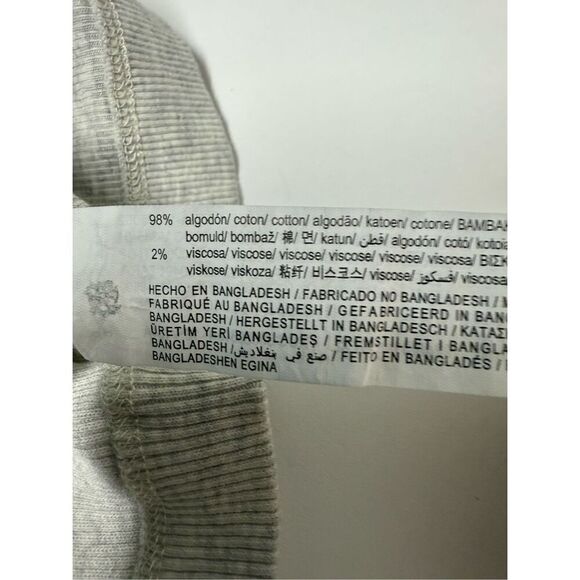 98% algodón/ coton/ cotton/ algodão/ katoen/ cotone/ ΒΑΜΒΑΚ
bomuld/ bombaž/ 棉/ 면/ katun/ قطن/ algodón/ cotó/ kotoia
2% viscosa/ viscose/ viscose/ viscose/ viscose/ viscosa/ ΒΙΣΚ
viskose/ viskoza/ 粘纤/ 비스코스/ viscose/ فسكوز/ viscosa
HECHO EN BANGLADESH / FABRICADO NO BANGLADESH / M
FABRIQUÉ AU BANGLADESH / GEFABRICEERD IN BANG
BANGLADESH / HERGESTELLT IN BANGLADESCH / ΚΑΤΑΣ
ÜRETİM YERİ BANGLADEŞ / FREMSTILLET I BANGLA
BANGLADESH / صنع في بنغلاديش / FEITO EN BANGLADÉS /
BANGLADESHEN EGINA